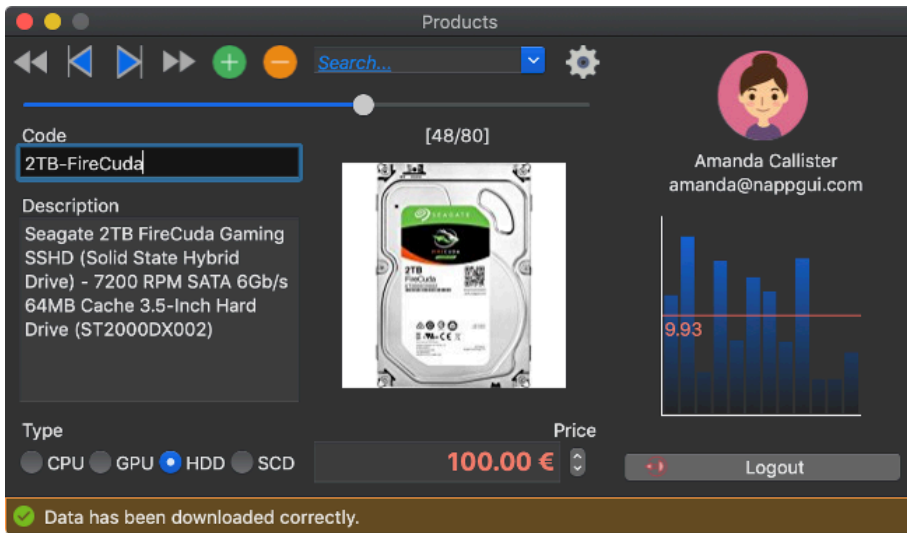 Products
Search...
Code
[48/80]
2TB-FireCuda
Description
Seagate 2TB FireCuda Gaming
SSHD (Solid State Hybrid
Drive) - 7200 RPM SATA 6Gb/s
64MB Cache 3.5-Inch Hard
Drive (ST2000DX002)
SEAGATE
FIRECUDA
2TB
FireCuda
Amanda Callister
amanda@nappgui.com
9.93
Type
CPU GPU HDD SCD
Price
100.00 €
Logout
Data has been downloaded correctly.